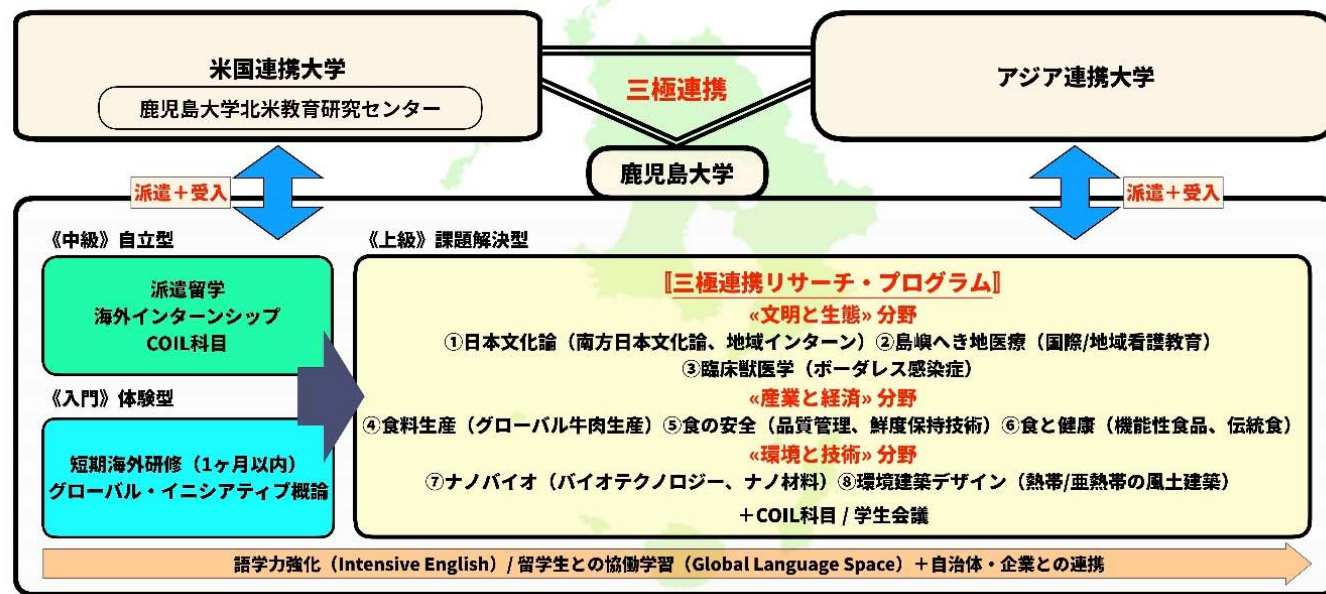 米国連携大学
鹿児島大学北米教育研究センター
三極連携
アジア連携大学
鹿児島大学
派遣＋受入
派遣＋受入
《中級》自立型
派遣留学
海外インターンシップ
COIL科目
《入門》体験型
短期海外研修（1ヶ月以内）
グローバル・イニシアティブ概論
《上級》課題解決型
〚三極連携リサーチ・プログラム〛
«文明と生態» 分野
①日本文化論（南方日本文化論、地域インターン）②島嶼へき地医療（国際/地域看護教育）
③臨床獣医学（ボーダレス感染症）
«産業と経済» 分野
④食料生産（グローバル牛肉生産）⑤食の安全（品質管理、鮮度保持技術）⑥食と健康（機能性食品、伝統食）
«環境と技術» 分野
⑦ナノバイオ（バイオテクノロジー、ナノ材料）⑧環境建築デザイン（熱帯/亜熱帯の風土建築）
＋COIL科目 / 学生会議
語学力強化（Intensive English）/ 留学生との協働学習（Global Language Space）＋自治体・企業との連携